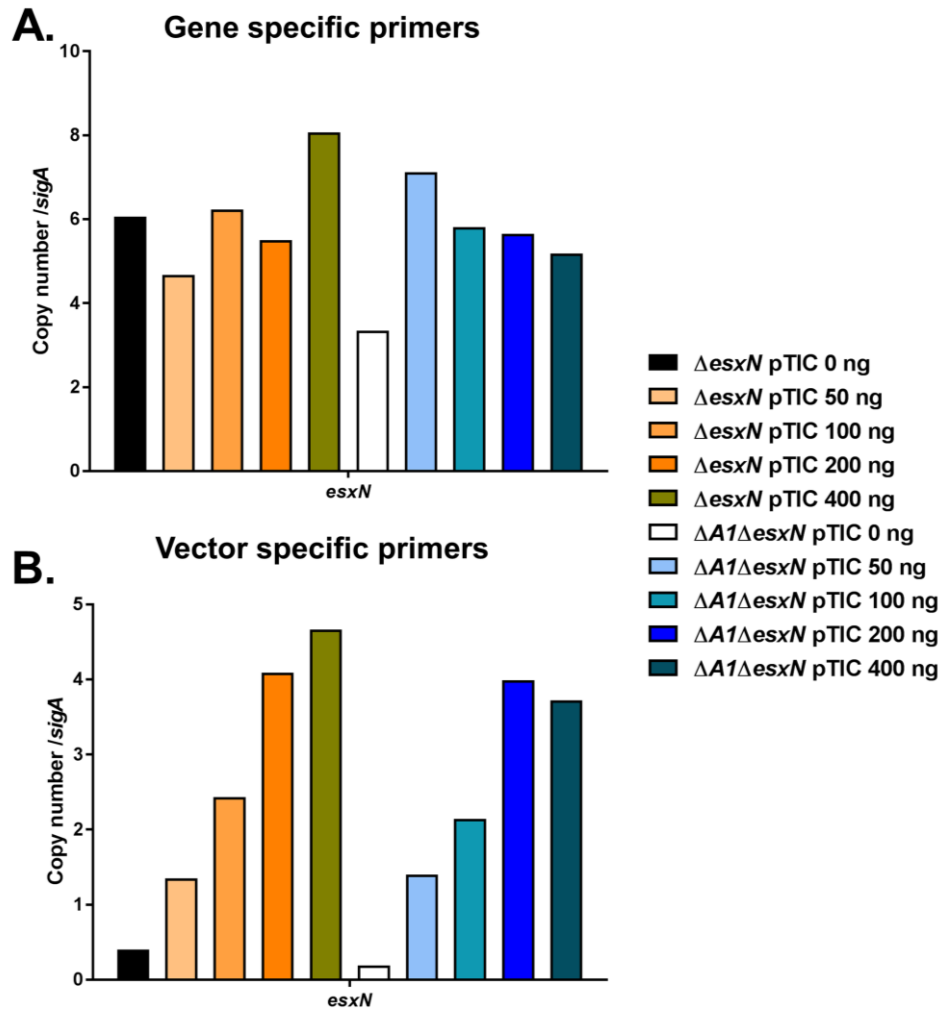 A.
Gene specific primers
10
8
6
4
2
0
Copy number /sigA
esxN
B.
Vector specific primers
5
4
3
2
1
0
Copy number /sigA
esxN
ΔesxN pTIC 0 ng
ΔesxN pTIC 50 ng
ΔesxN pTIC 100 ng
ΔesxN pTIC 200 ng
ΔesxN pTIC 400 ng
ΔA1ΔesxN pTIC 0 ng
ΔA1ΔesxN pTIC 50 ng
ΔA1ΔesxN pTIC 100 ng
ΔA1ΔesxN pTIC 200 ng
ΔA1ΔesxN pTIC 400 ng